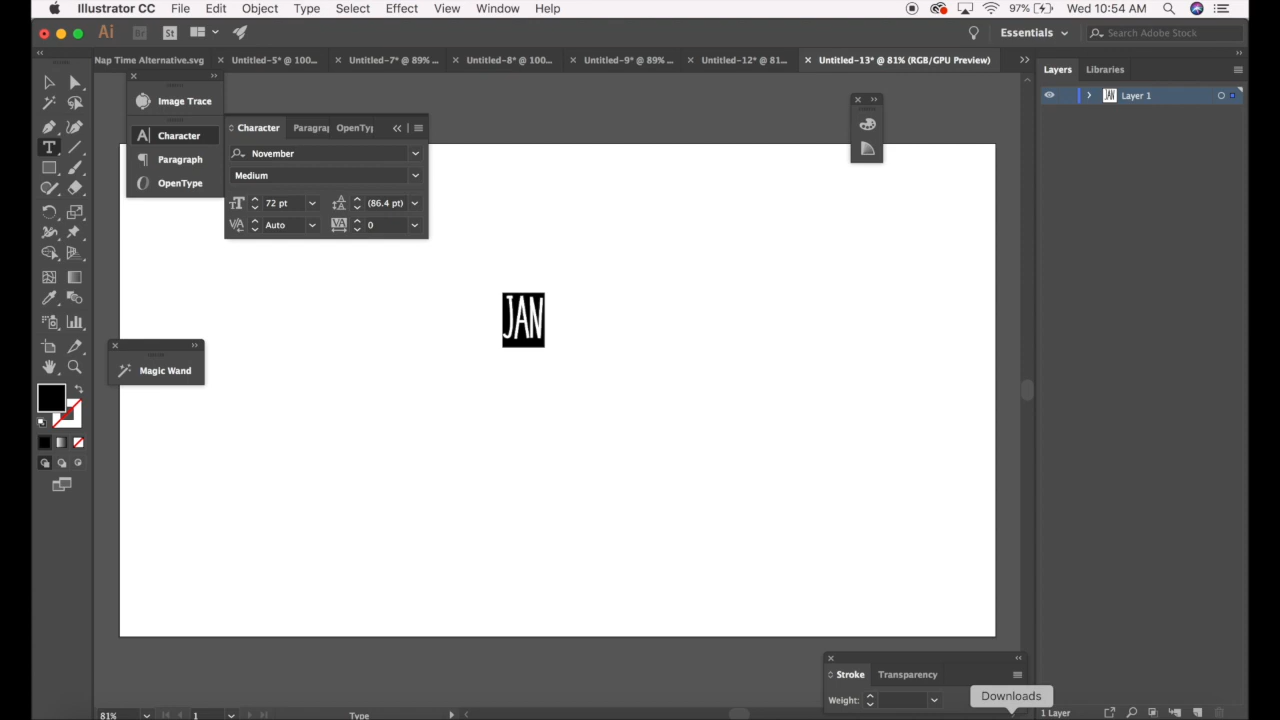 Illustrator CC File Edit Object Type Select Effect View Window Help 97% Wed 10:54 AM
Ai Br St Essentials Search Adobe Stock
Nap Time Alternative.svg Untitled-5* @ 100... Untitled-7* @ 89% ... Untitled-8* @ 100... Untitled-9* @ 89% ... Untitled-12* @ 81... Untitled-13* @ 81% (RGB/GPU Preview)
Layers Libraries
Layer 1
Image Trace
Character
Paragraph
OpenType
Character Paragra OpenTy
November
Medium
72 pt (86.4 pt)
Auto 0
JAN
Magic Wand
Stroke Transparency
Weight:
Downloads
81% 1 Type 1 Layer